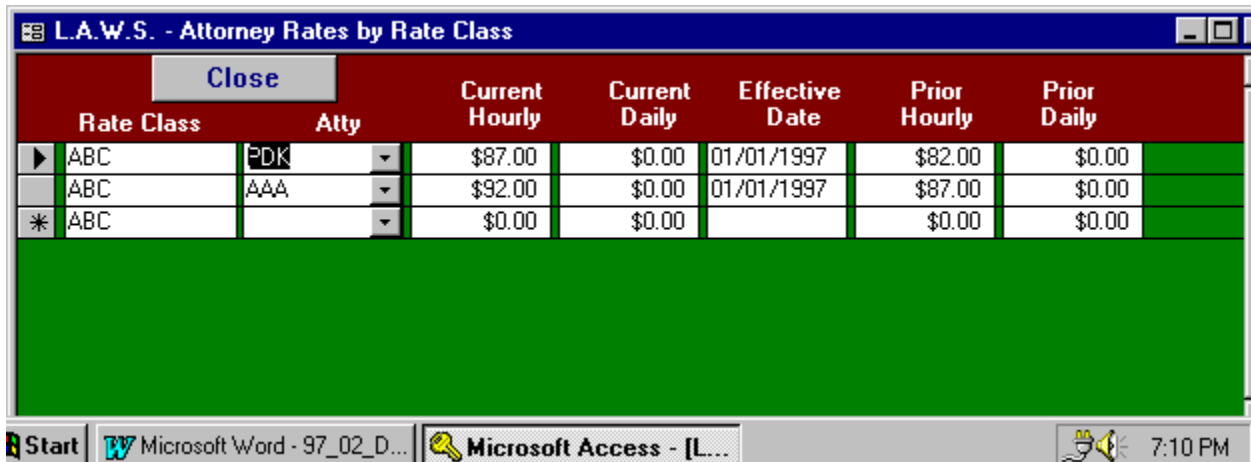 L.A.W.S. - Attorney Rates by Rate Class
Close
Rate Class Atty Current Hourly Current Daily Effective Date Prior Hourly Prior Daily
ABC PDK $87.00 $0.00 01/01/1997 $82.00 $0.00
ABC AAA $92.00 $0.00 01/01/1997 $87.00 $0.00
ABC $0.00 $0.00 $0.00 $0.00
Start Microsoft Word - 97_02_D... Microsoft Access - [L... 7:10 PM